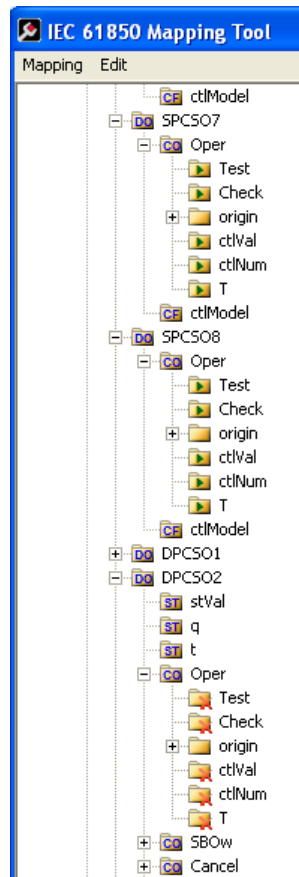 IEC 61850 Mapping Tool
Mapping Edit
CF ctlModel
DO SPCSO7
CO Oper
Test
Check
origin
ctlVal
ctlNum
T
CF ctlModel
DO SPCSO8
CO Oper
Test
Check
origin
ctlVal
ctlNum
T
CF ctlModel
DO DPCSO1
DO DPCSO2
ST stVal
ST q
ST t
CO Oper
Test
Check
origin
ctlVal
ctlNum
T
CO SBOw
CO Cancel